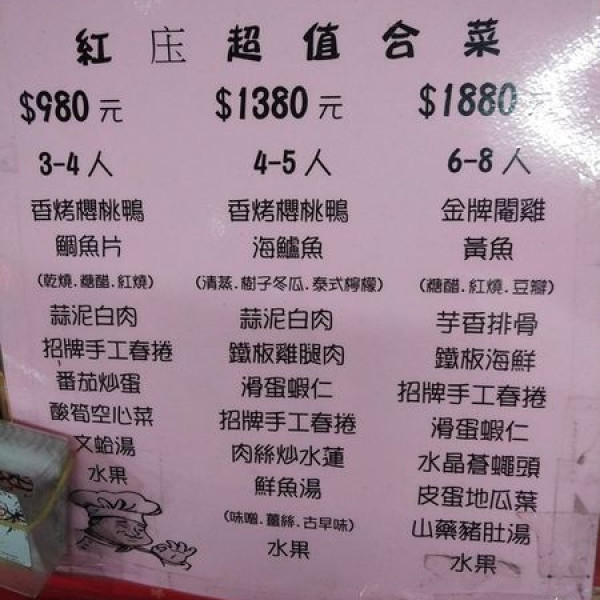 紅庄超值合菜
$980元
3-4人
香烤櫻桃鴨
鯛魚片
(乾燒.糖醋.紅燒)
蒜泥白肉
招牌手工春捲
番茄炒蛋
酸筍空心菜
文蛤湯
水果
$1380元
4-5人
香烤櫻桃鴨
海鱸魚
(清蒸.樹子冬瓜.泰式檸檬)
蒜泥白肉
鐵板雞腿肉
滑蛋蝦仁
招牌手工春捲
肉絲炒水蓮
鮮魚湯
(味噌.薑絲.古早味)
水果
$1880
6-8人
金牌閹雞
黃魚
(糖醋.紅燒.豆瓣)
芋香排骨
鐵板海鮮
招牌手工春捲
滑蛋蝦仁
水晶蒼蠅頭
皮蛋地瓜葉
山藥豬肚湯
水果